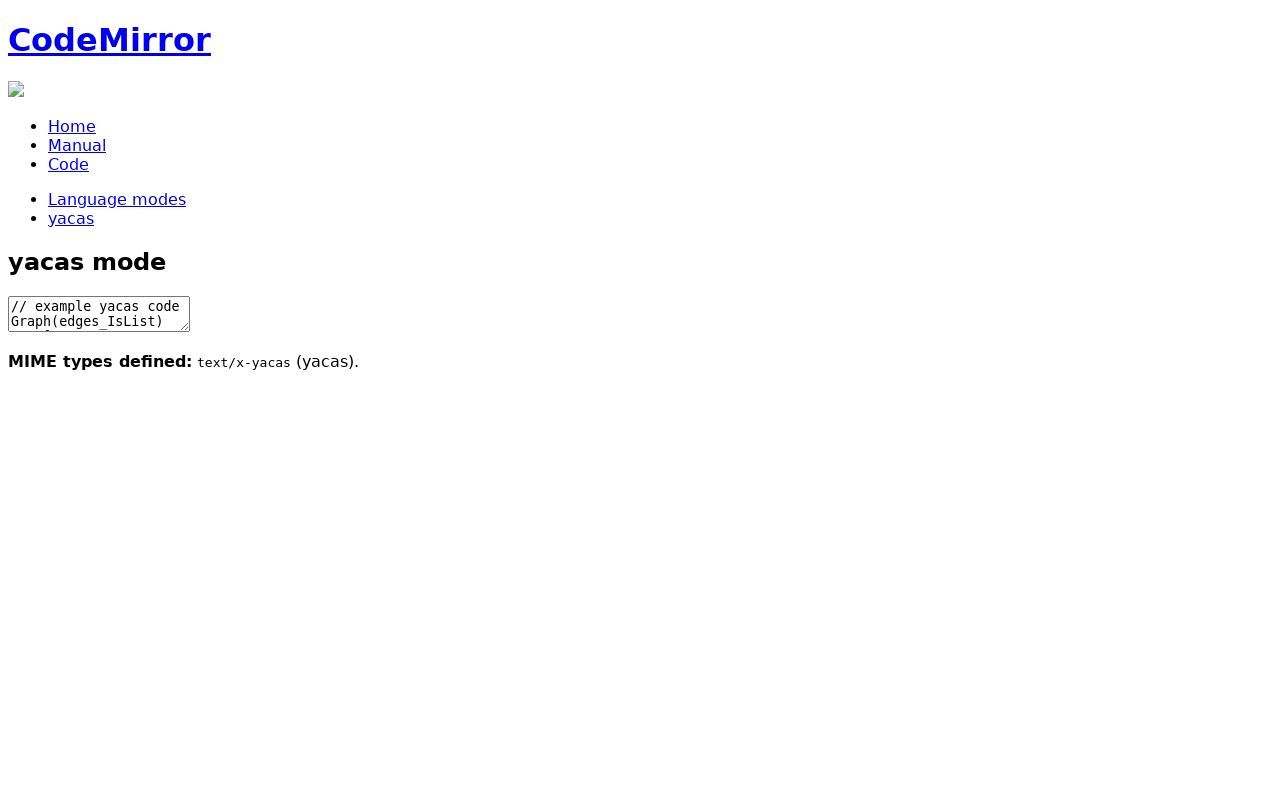 CodeMirror
Home
Manual
Code
Language modes
yacas
yacas mode
// example yacas code
Graph(edges_IsList)
MIME types defined: text/x-yacas (yacas).